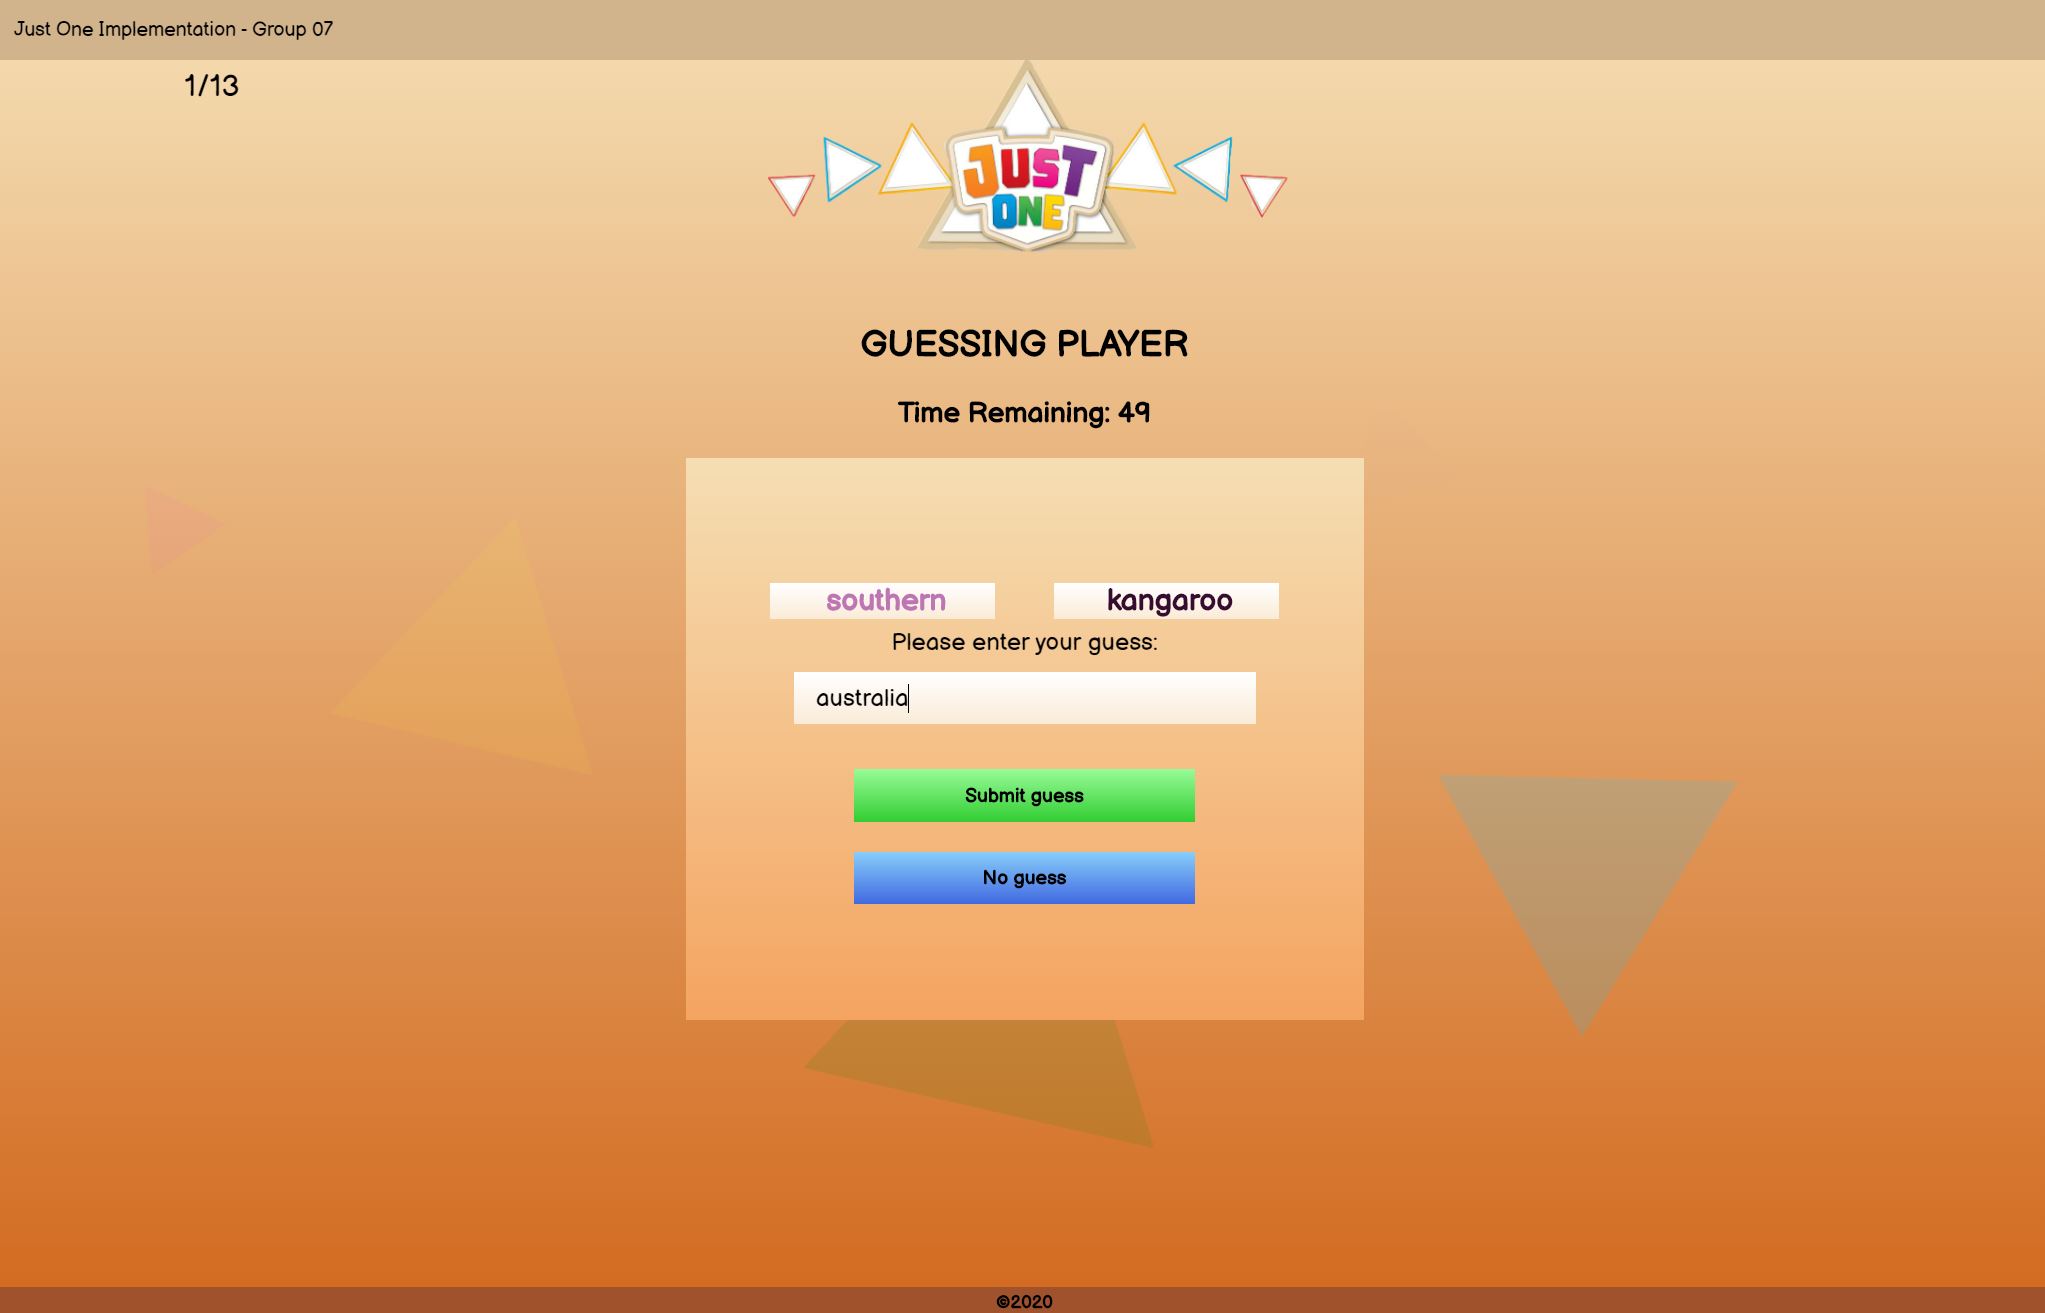 Just One Implementation - Group 07
1/13
JUST
ONE
GUESSING PLAYER
Time Remaining: 49
southern kangaroo
Please enter your guess:
australia
Submit guess
No guess
©2020